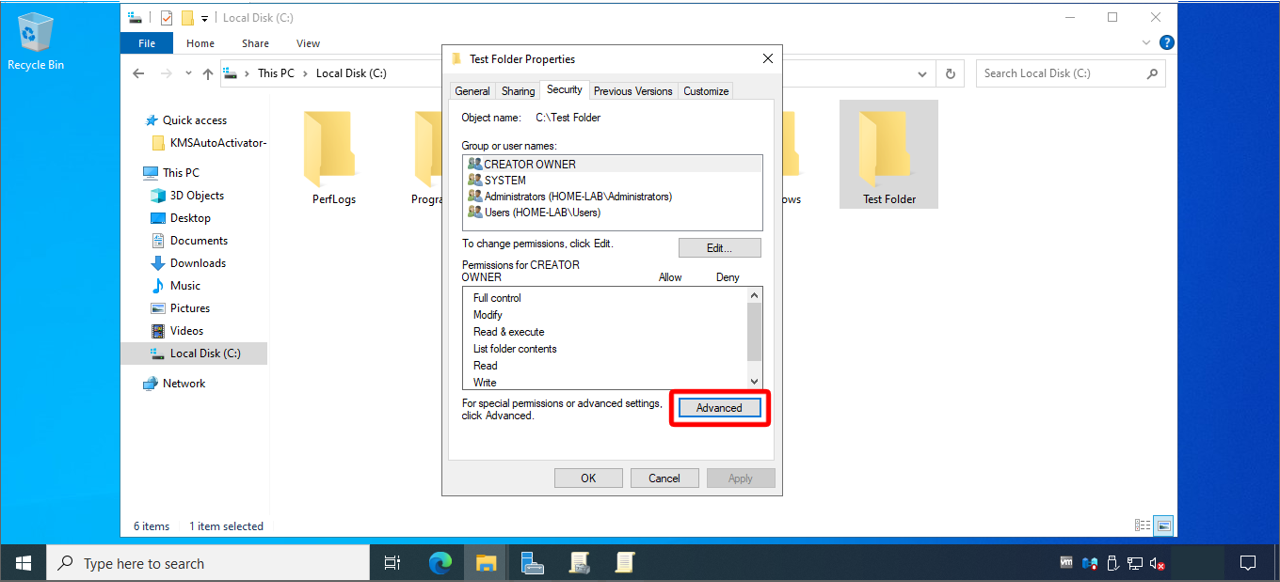 Local Disk (C:)
File
Home
Share
View
This PC
Local Disk (C:)
Search Local Disk (C:)
Recycle Bin
Quick access
KMSAutoActivator-
This PC
3D Objects
Desktop
Documents
Downloads
Music
Pictures
Videos
Local Disk (C:)
Network
PerfLogs
Progra
ows
Test Folder
Test Folder Properties
General
Sharing
Security
Previous Versions
Customize
Object name: C:\Test Folder
Group or user names:
CREATOR OWNER
SYSTEM
Administrators (HOME-LAB\Administrators)
Users (HOME-LAB\Users)
To change permissions, click Edit.
Edit...
Permissions for CREATOR
OWNER
Allow
Deny
Full control
Modify
Read & execute
List folder contents
Read
Write
For special permissions or advanced settings,
click Advanced.
Advanced
OK
Cancel
Apply
6 items
1 item selected
Type here to search
vm